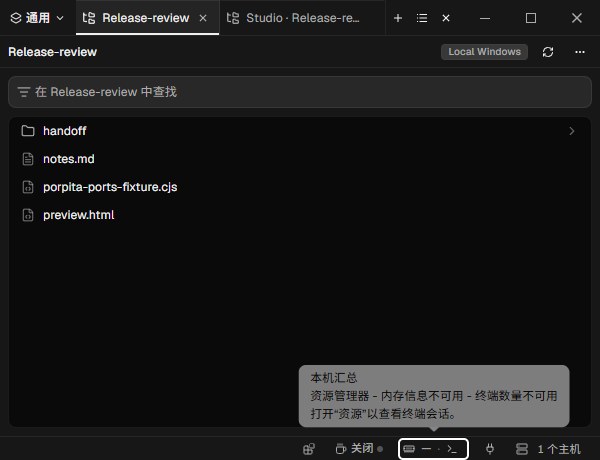 通用
Release-review
Studio · Release-re...
Release-review
Local Windows
在 Release-review 中查找
handoff
notes.md
porpita-ports-fixture.cjs
preview.html
本机汇总
资源管理器 - 内存信息不可用 - 终端数量不可用
打开“资源”以查看终端会话。
关闭
— ·
1 个主机